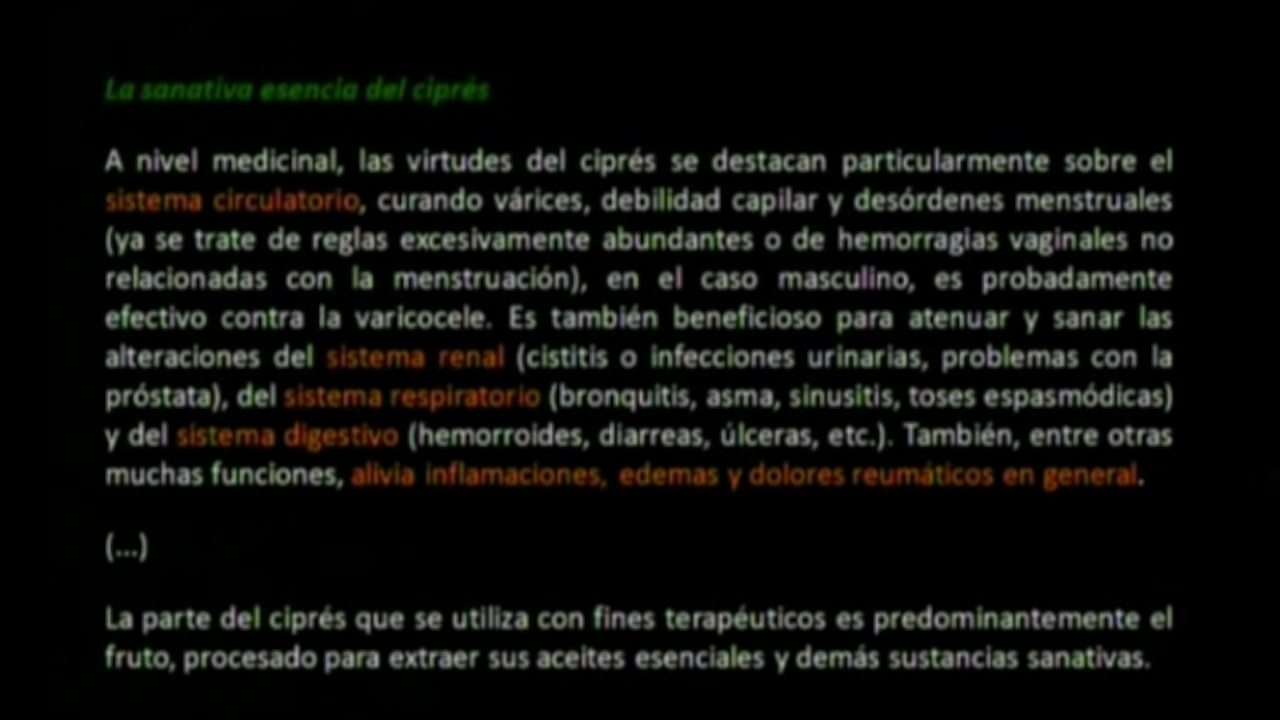 La sanativa esencia del ciprés
A nivel medicinal, las virtudes del ciprés se destacan particularmente sobre el
sistema circulatorio, curando várices, debilidad capilar y desórdenes menstruales
(ya se trate de reglas excesivamente abundantes o de hemorragias vaginales no
relacionadas con la menstruación), en el caso masculino, es probadamente
efectivo contra la varicocele. Es también beneficioso para atenuar y sanar las
alteraciones del sistema renal (cistitis o infecciones urinarias, problemas con la
próstata), del sistema respiratorio (bronquitis, asma, sinusitis, toses espasmódicas)
y del sistema digestivo (hemorroides, diarreas, úlceras, etc.). También, entre otras
muchas funciones, alivia inflamaciones, edemas y dolores reumáticos en general.
(...)
La parte del ciprés que se utiliza con fines terapéuticos es predominantemente el
fruto, procesado para extraer sus aceites esenciales y demás sustancias sanativas.